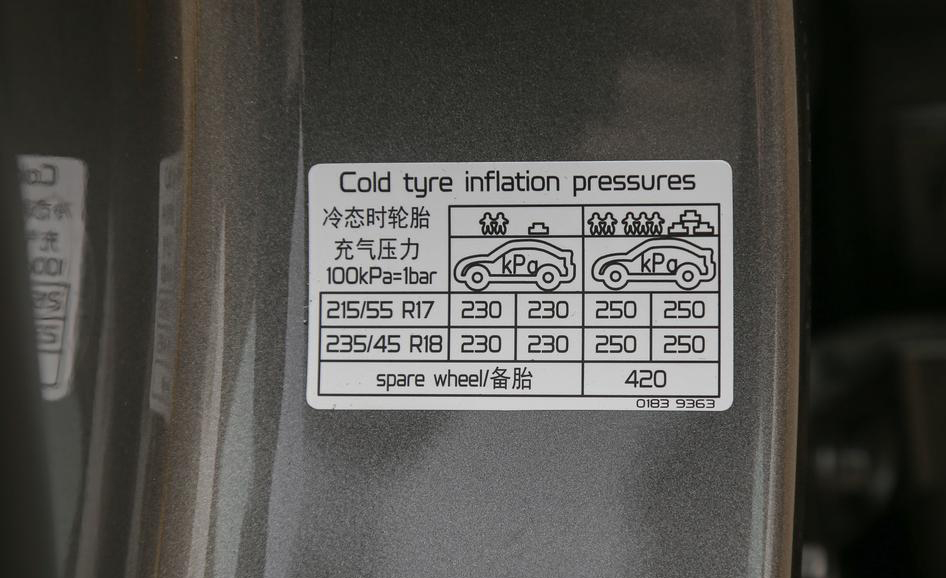 Cold tyre inflation pressures
冷态时轮胎
充气压力
100kPa=1bar
kPa kPa
215/55 R17 230 230 250 250
235/45 R18 230 230 250 250
spare wheel/备胎 420
0183 9363